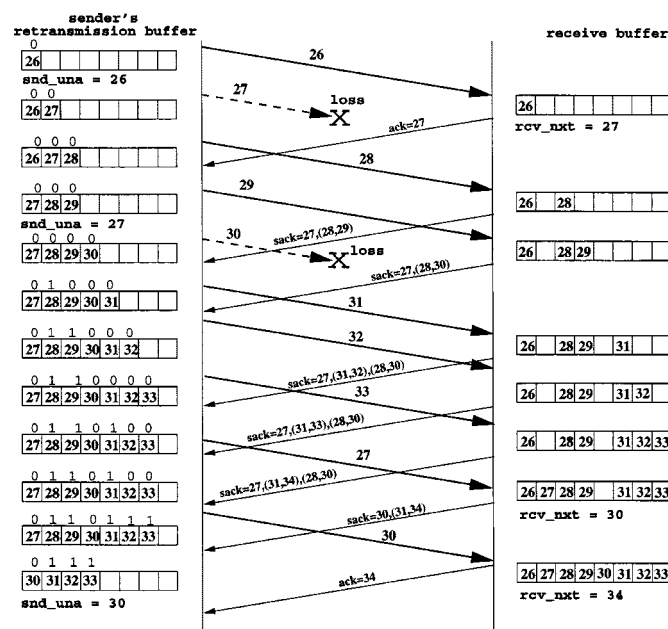 sender's
retransmission buffer
receive buffer
0
26
snd_una = 26
26
0 0
26 27
27
loss
X
26
rcv_nxt = 27
ack=27
0 0 0
26 27 28
28
0 0 0
27 28 29
snd_una = 27
29
26 28
0 0 0 0
27 28 29 30
30
sack=27,(28,29)
loss
X
26 28 29
sack=27,(28,30)
0 1 0 0 0
27 28 29 30 31
31
0 1 1 0 0 0
27 28 29 30 31 32
32
26 28 29 31
sack=27,(31,32),(28,30)
0 1 1 0 0 0 0
27 28 29 30 31 32 33
33
26 28 29 31 32
sack=27,(31,33),(28,30)
0 1 1 0 1 0 0
27 28 29 30 31 32 33
27
26 28 29 31 32 33
sack=27,(31,34),(28,30)
0 1 1 0 1 1 0
27 28 29 30 31 32 33
26 27 28 29 31 32 33
rcv_nxt = 30
sack=30,(31,34)
0 1 1 0 1 1 1
27 28 29 30 31 32 33
30
0 1 1 1
30 31 32 33
snd_una = 30
ack=34
26 27 28 29 30 31 32 33
rcv_nxt = 34